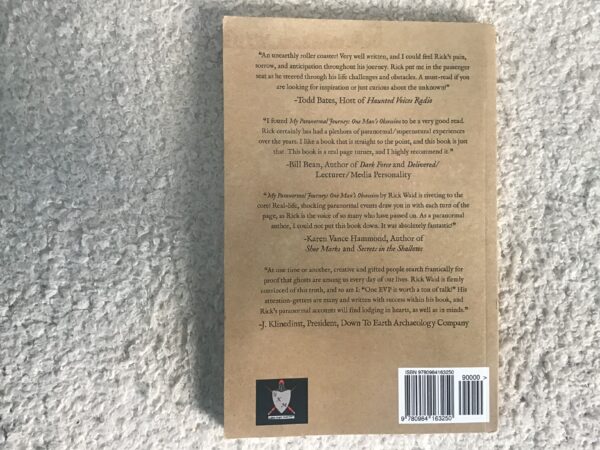 "An unearthly roller coaster! Very well written, and I could feel Rick's pain,
sorrow, and anticipation throughout his journey. Rick put me in the passenger
seat as he steered through his life challenges and obstacles. A must-read if you
are looking for inspiration or just curious about the unknown!"
-Todd Bates, Host of Haunted Voices Radio
"I found My Paranormal Journey: One Man's Obsession to be a very good read.
Rick certainly has had a plethora of paranormal/supernatural experiences
over the years. I like a book that is straight to the point, and this book is just
that. This book is a real page turner, and I highly recommend it."
-Bill Bean, Author of Dark Force and Delivered/
Lecturer/Media Personality
"My Paranormal Journey: One Man's Obsession by Rick Waid is riveting to the
core! Real-life, shocking paranormal events draw you in with each turn of the
page, as Rick is the voice of so many who have passed on. As a paranormal
author, I could not put this book down. It was absolutely fantastic!"
-Karen Vance Hammond, Author of
Shoe Marks and Secrets in the Shallows
"At one time or another, creative and gifted people search frantically for
proof that ghosts are among us every day of our lives. Rick Waid is firmly
convinced of this truth, and so am I: "One EVP is worth a ton of talk!" His
attention-getters are many and written with success within his book, and
Rick's paranormal accounts will find lodging in hearts, as well as in minds."
-J. Klinedinst, President, Down To Earth Archaeology Company
ISBN 9780984163250
90000 >
9 780984 163250